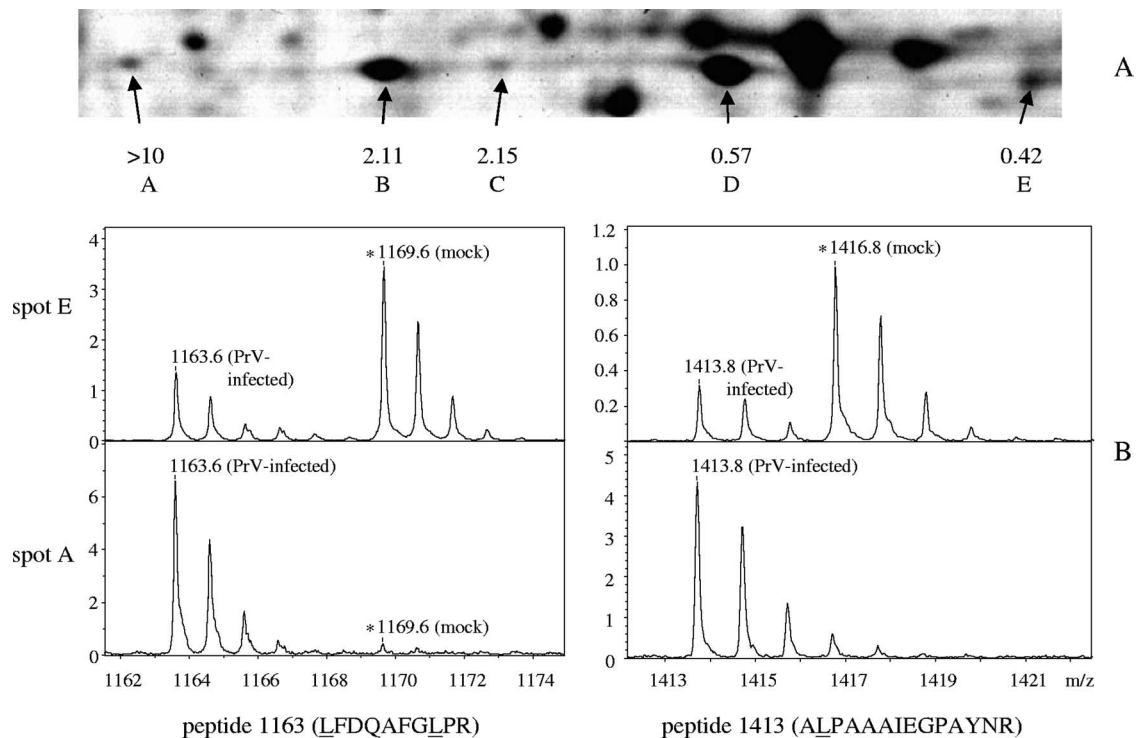 A
>10 2.11 2.15 0.57 0.42
A B C D E
4 3 2 1 0
spot E
1163.6 (PrV-
infected)
*1169.6 (mock)
1.2 1.0 0.8 0.6 0.4 0.2
1413.8 (PrV-
infected)
*1416.8 (mock)
B
6 4 2 0
spot A
1163.6 (PrV-infected)
*1169.6 (mock)
5 4 3 2 1 0
1413.8 (PrV-infected)
1162 1164 1166 1168 1170 1172 1174
1413 1415 1417 1419 1421 m/z
peptide 1163 (LFDQAFGLPR)
peptide 1413 (ALPAAAIEGPAYNR)